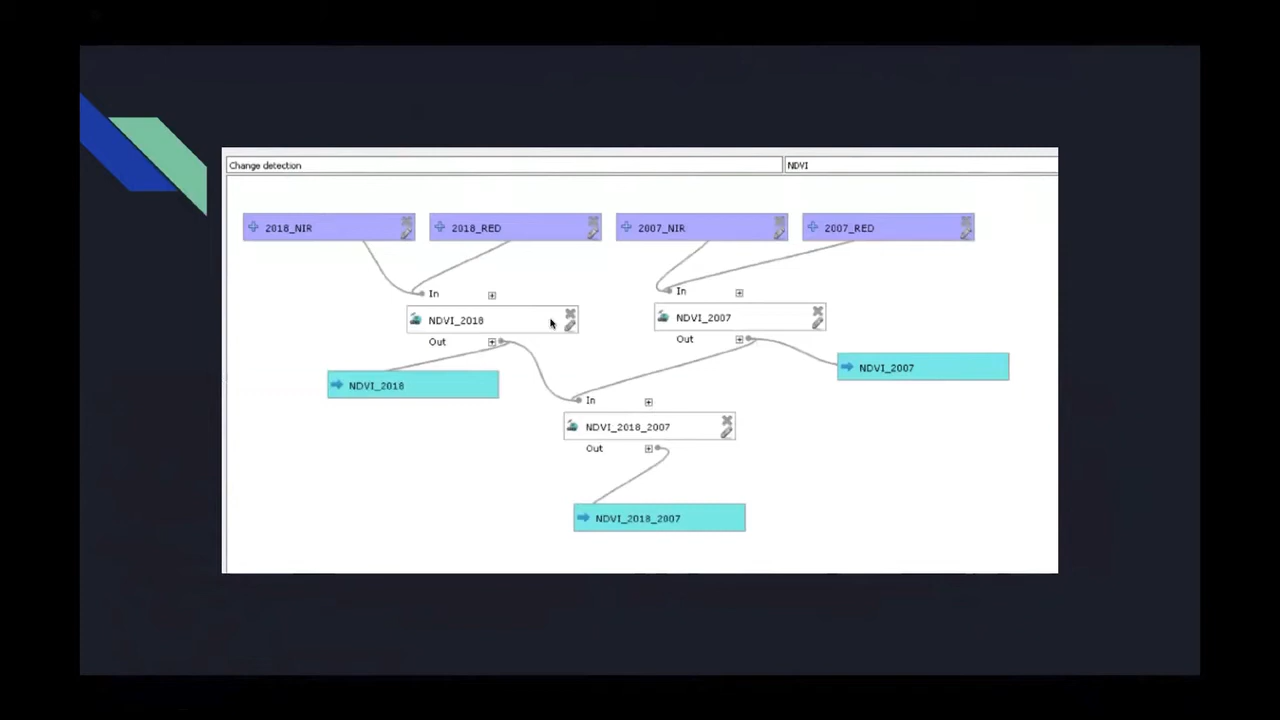 Change detection
NDVI
2018_NIR
2018_RED
2007_NIR
2007_RED
In
In
NDVI_2018
NDVI_2007
Out
Out
NDVI_2018
NDVI_2007
In
NDVI_2018_2007
Out
NDVI_2018_2007